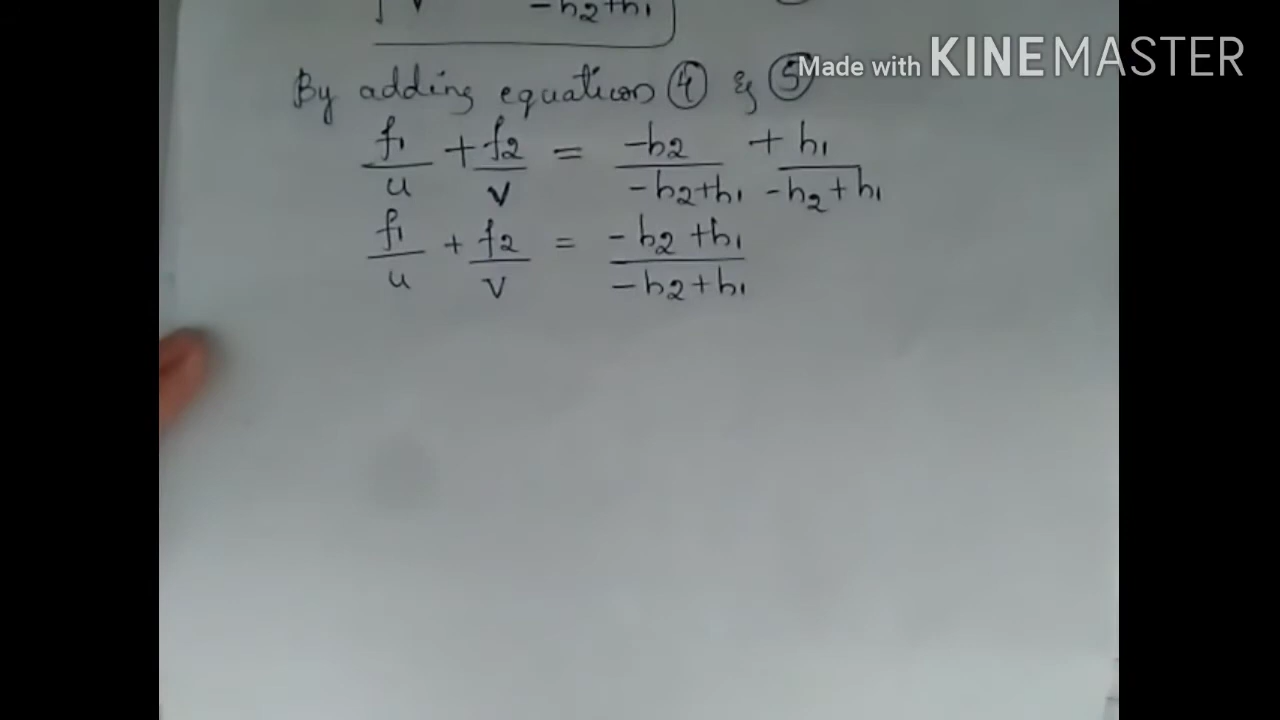 v -h2+h1
Made with KINEMASTER
By adding equations ④ & ⑤
f1/u + f2/v = -h2/-h2+h1 + h1/-h2+h1
f1/u + f2/v = -h2+h1/-h2+h1